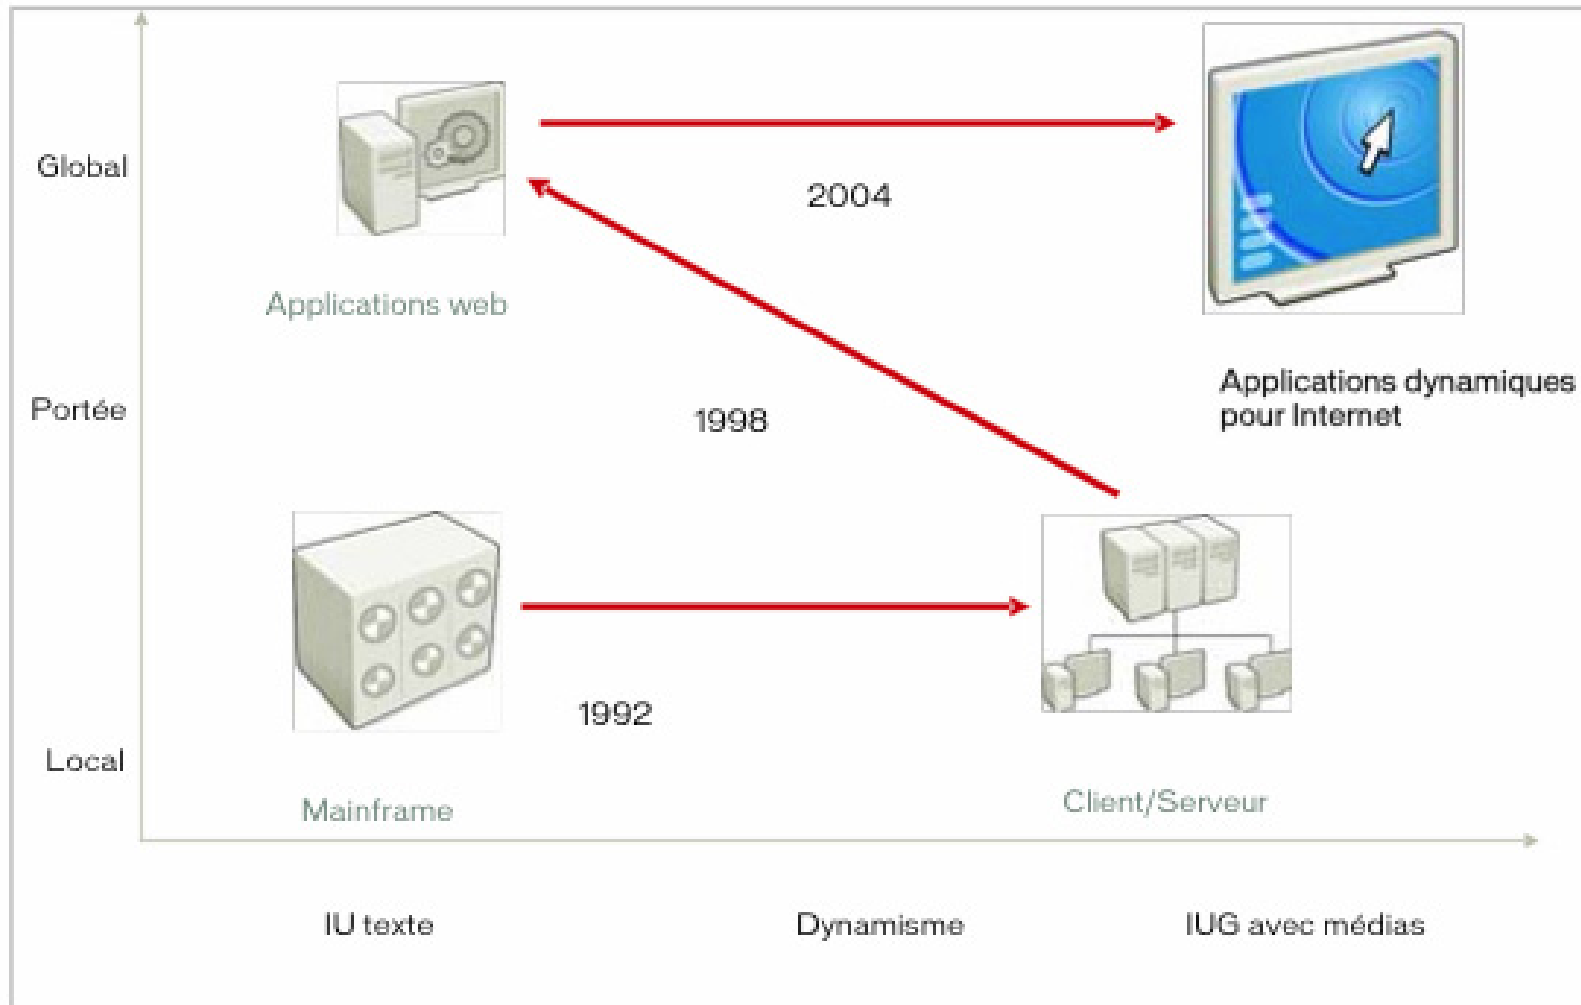 Global
2004
Applications web
Applications dynamiques
pour Internet
Portée
1998
1992
Local
Mainframe
Client/Serveur
IU texte
Dynamisme
IUG avec médias